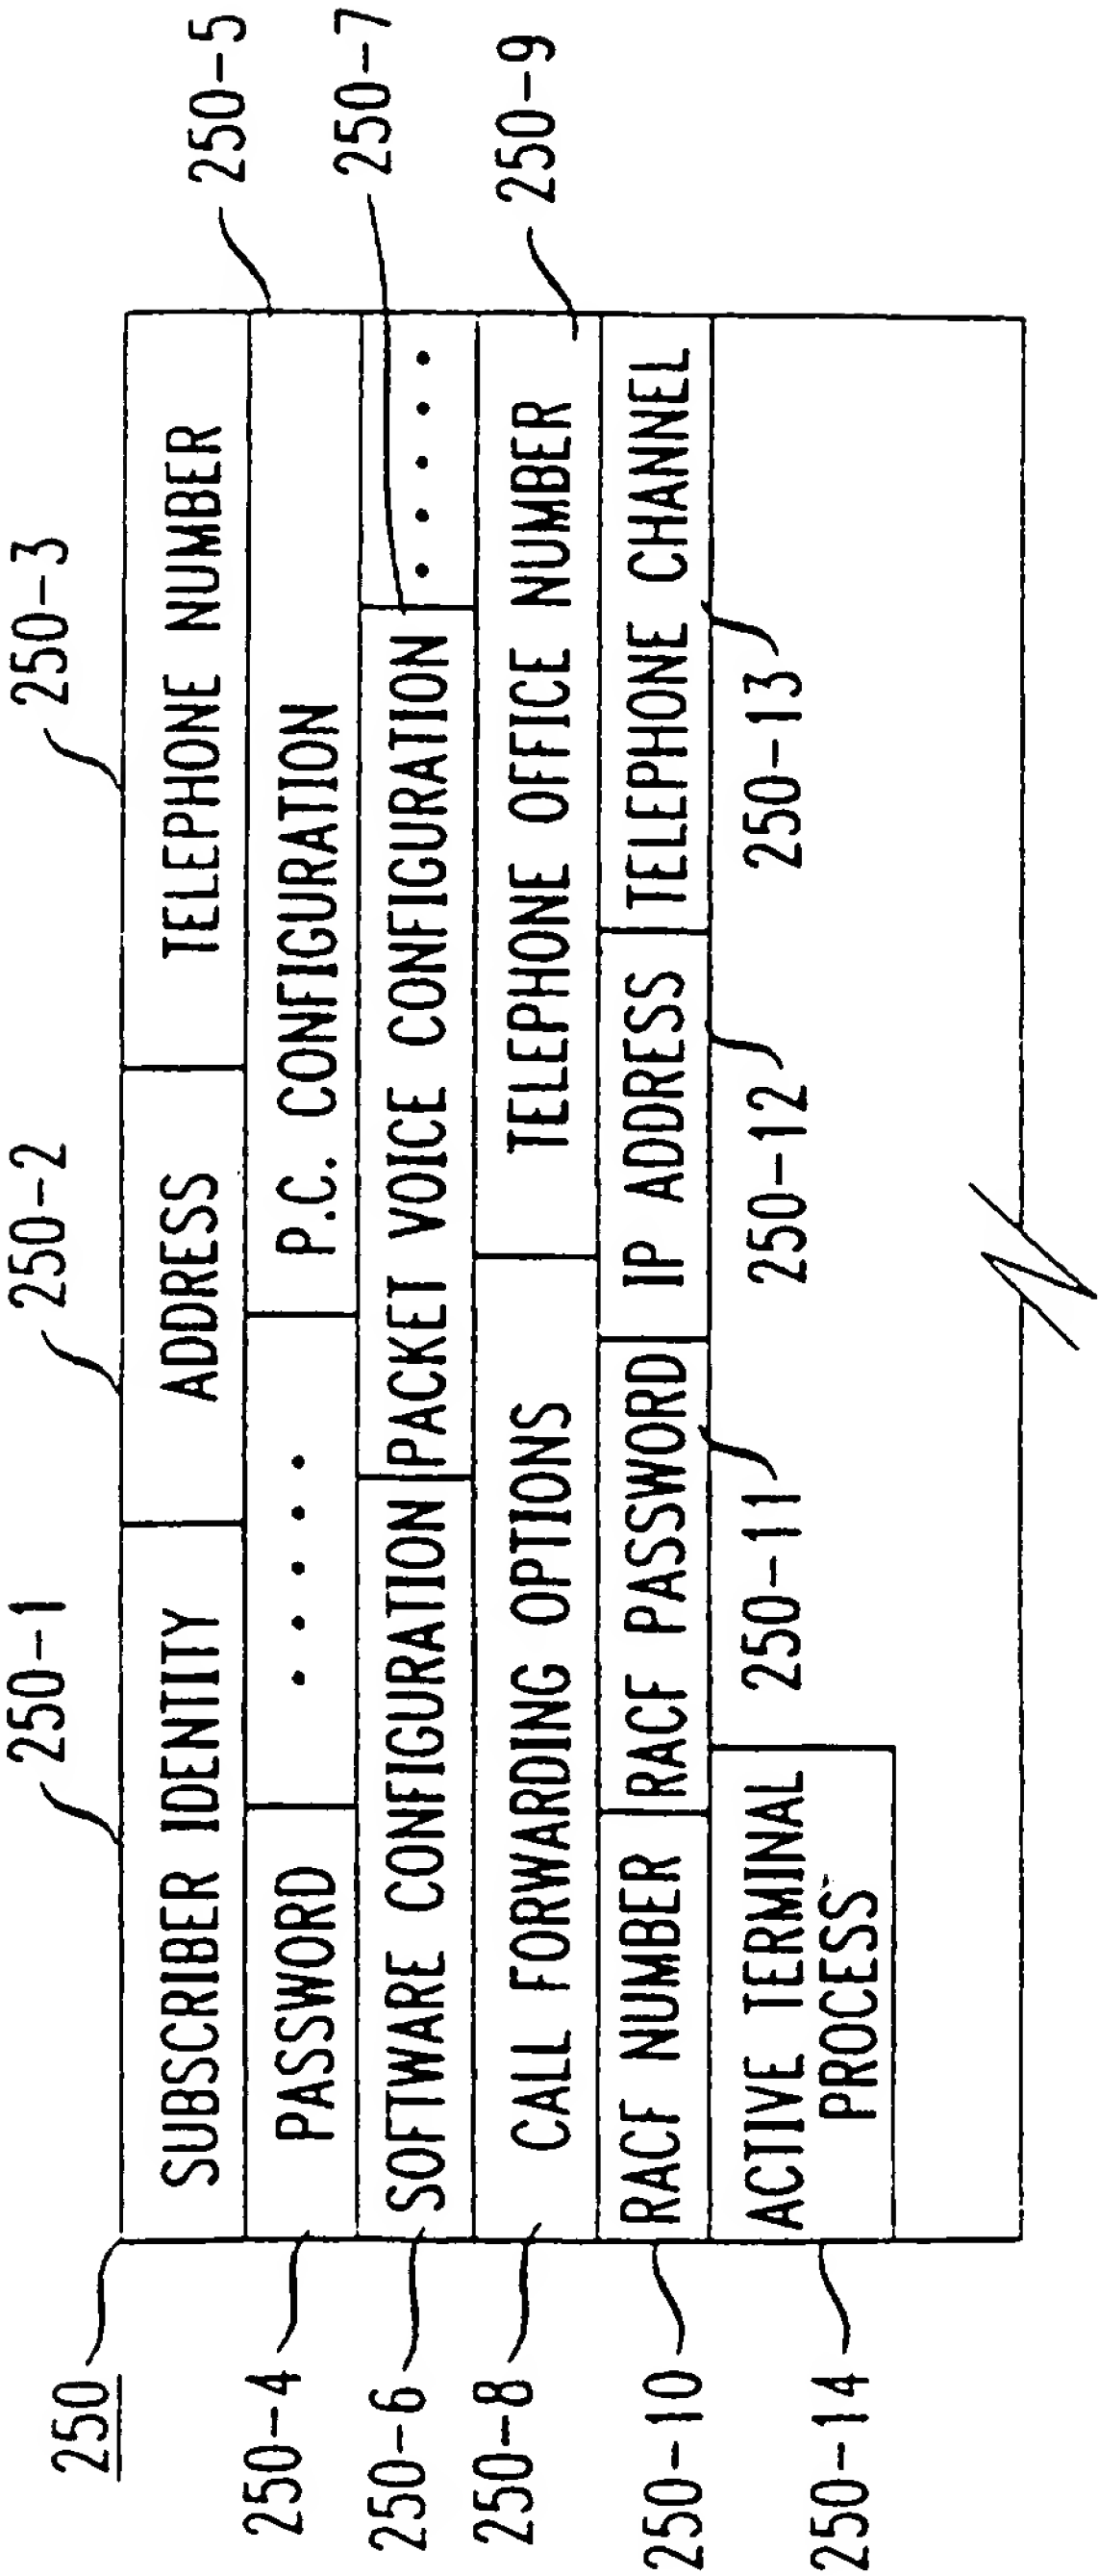 250
250-1
250-2
250-3
SUBSCRIBER IDENTITY
ADDRESS
TELEPHONE NUMBER
250-4
PASSWORD
.....
P.C. CONFIGURATION
250-5
250-6
SOFTWARE CONFIGURATION
PACKET VOICE CONFIGURATION
.....
250-7
250-8
CALL FORWARDING OPTIONS
TELEPHONE OFFICE NUMBER
250-9
250-10
RACF NUMBER
RACF PASSWORD
IP ADDRESS
TELEPHONE CHANNEL
250-11
250-12
250-13
250-14
ACTIVE TERMINAL
PROCESS